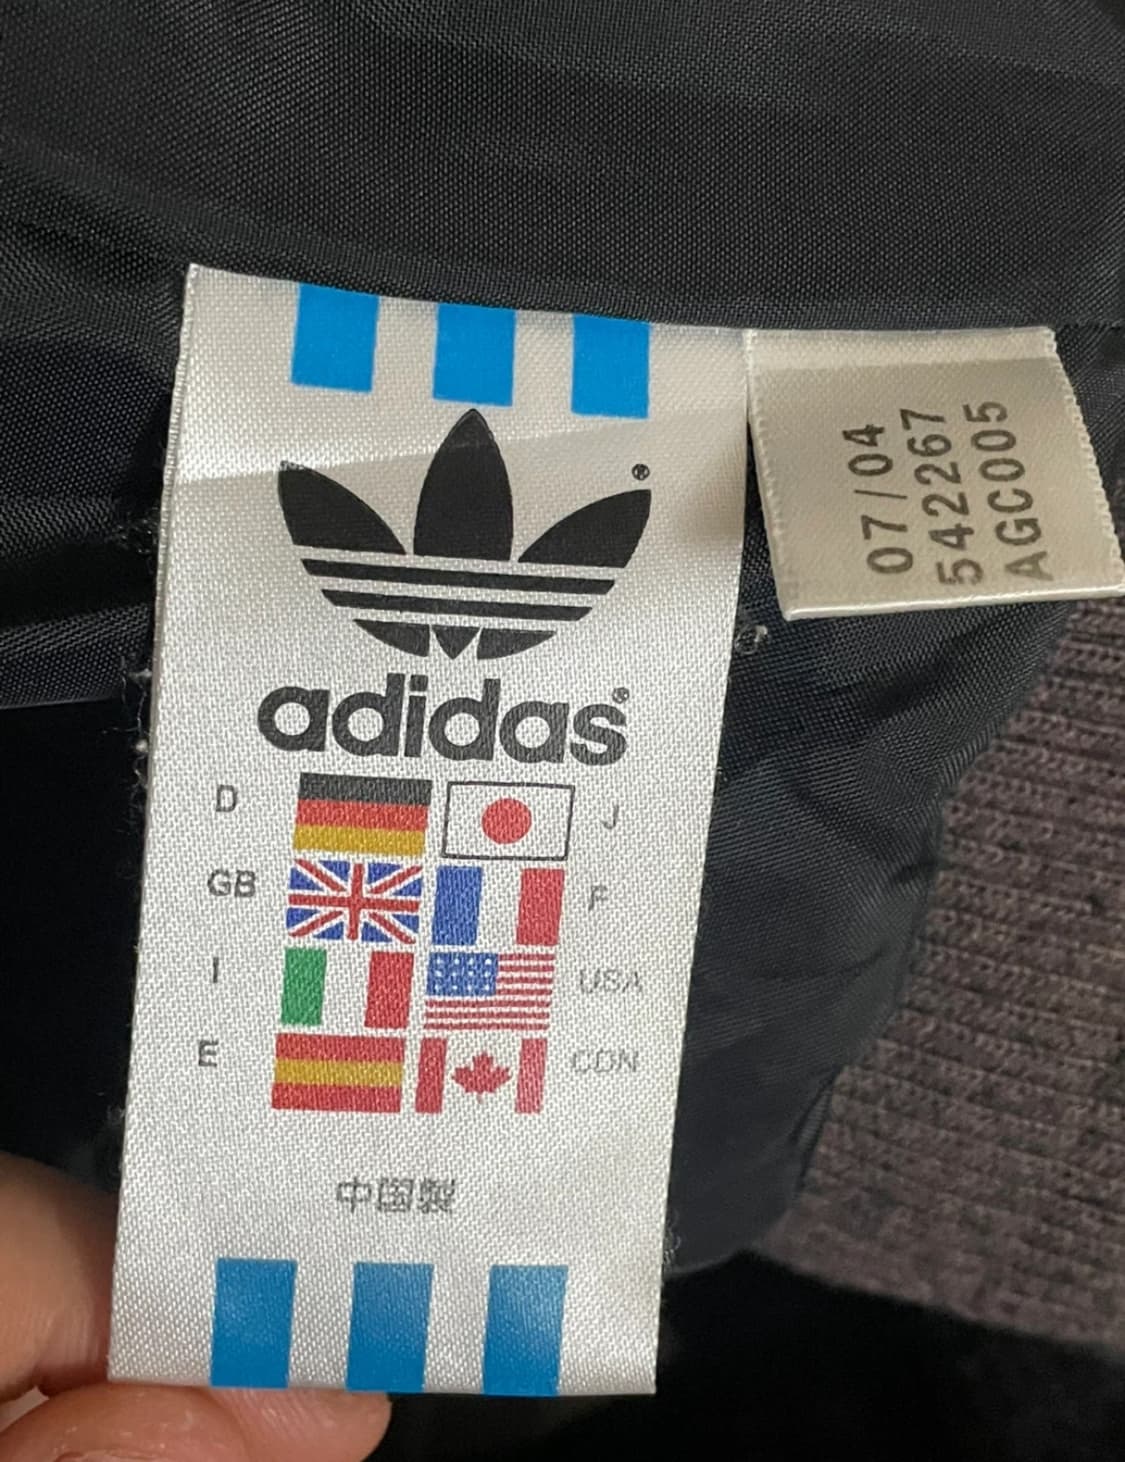 ®
adidas®
D J
GB F
I USA
E CDN
中国製
07/04
542267
AGC005